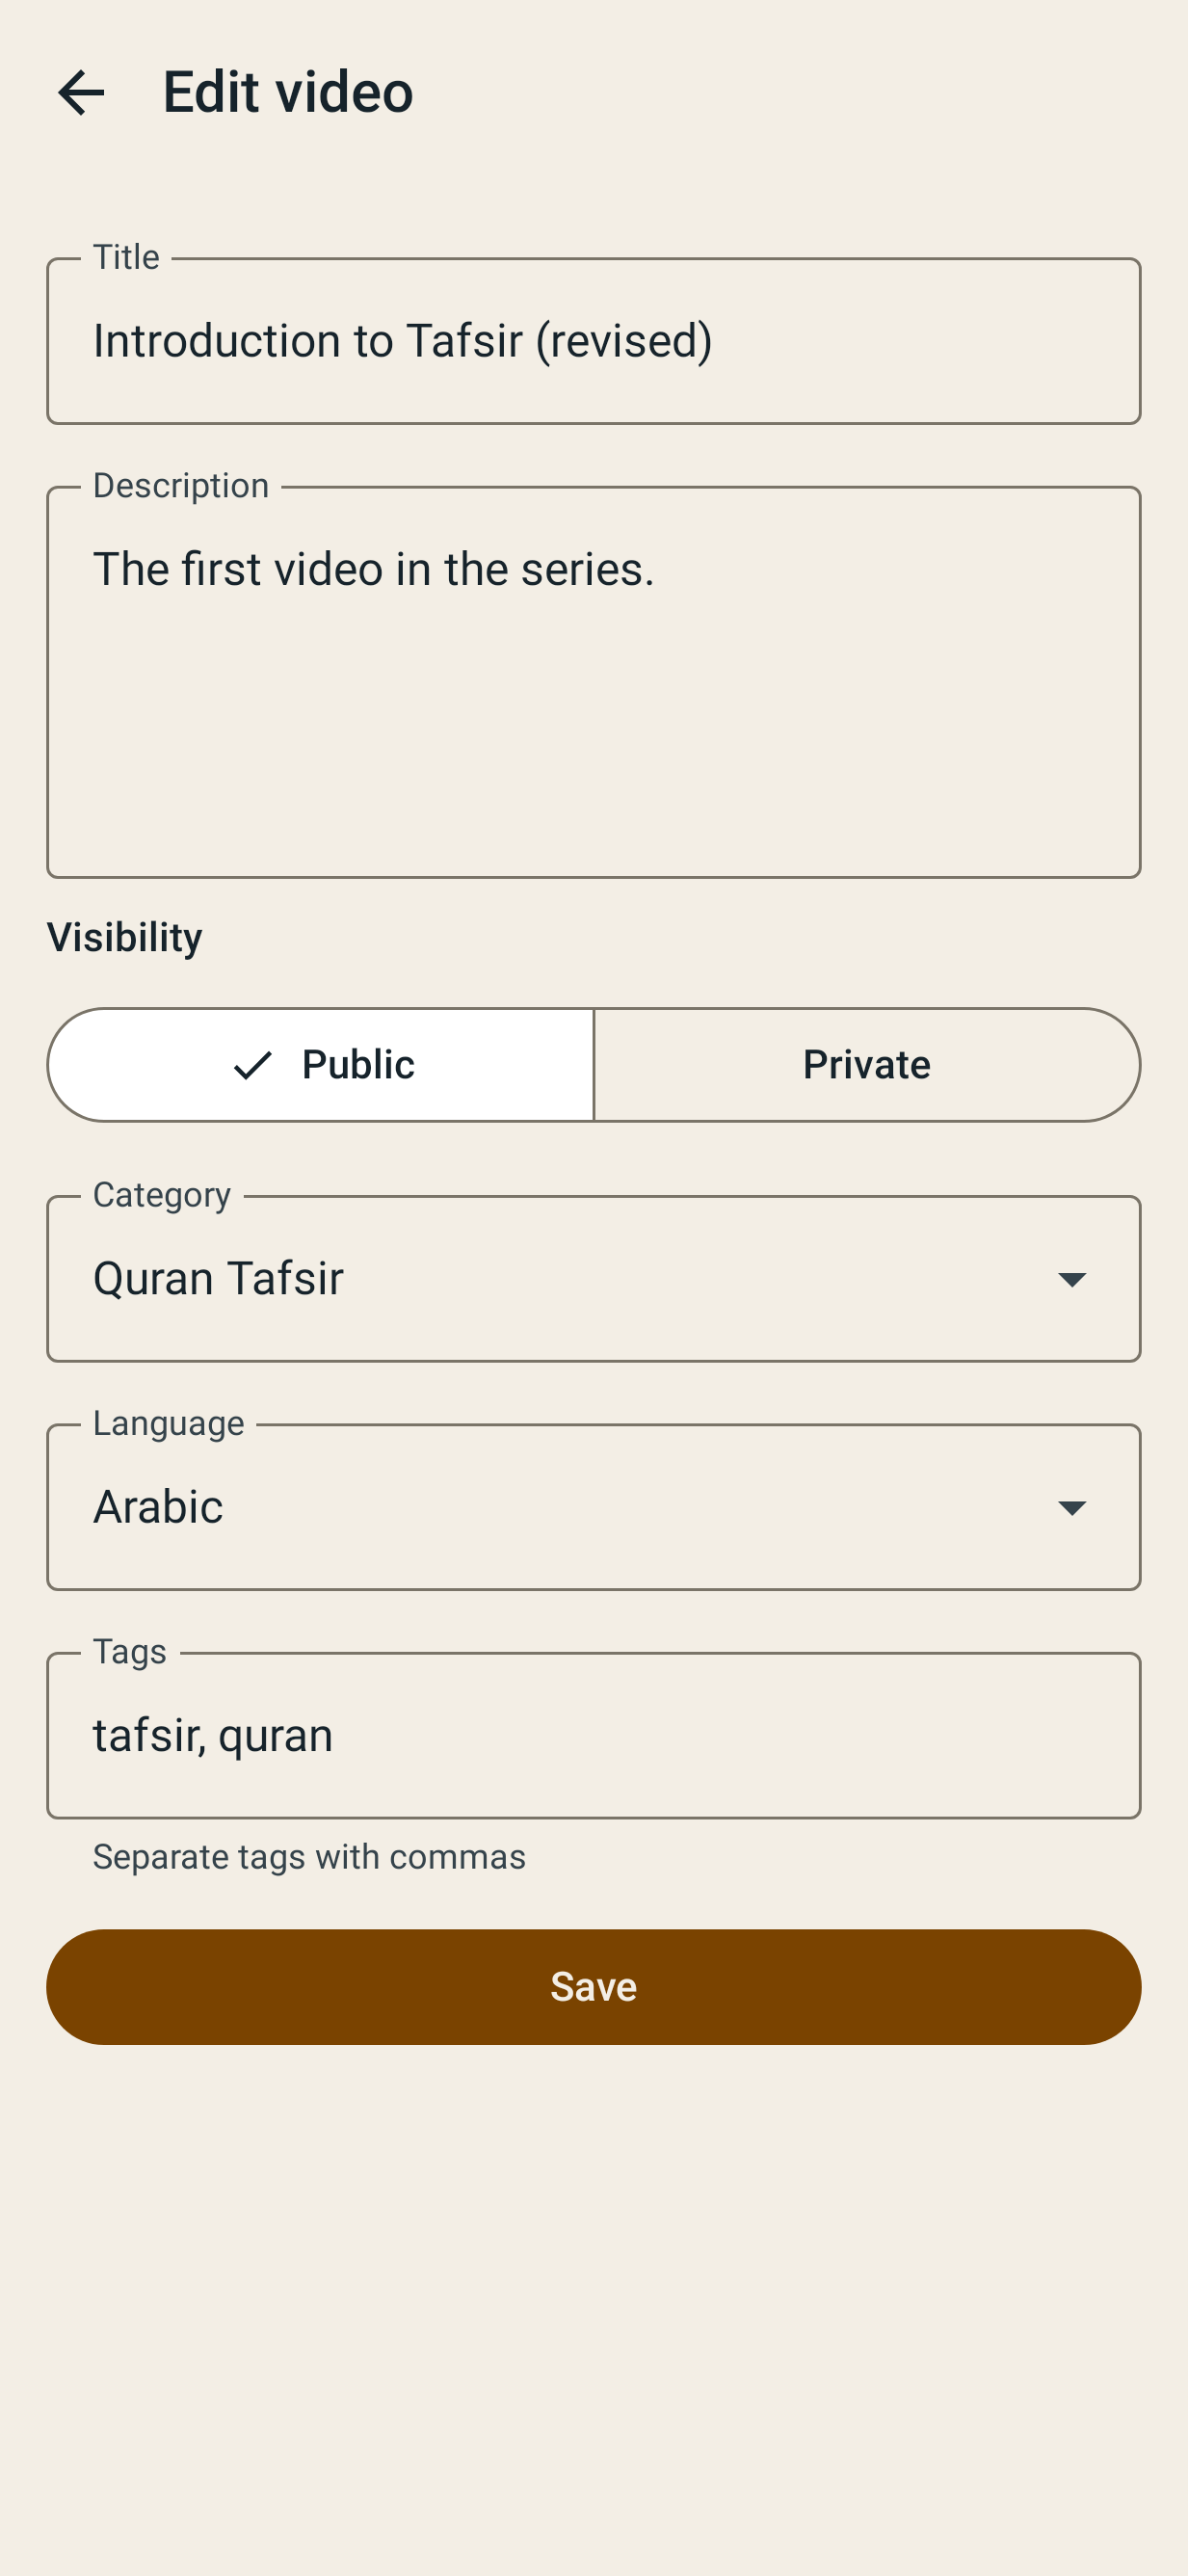 Edit video
Title
Introduction to Tafsir (revised)
Description
The first video in the series.
Visibility
Public
Private
Category
Quran Tafsir
Language
Arabic
Tags
tafsir, quran
Separate tags with commas
Save